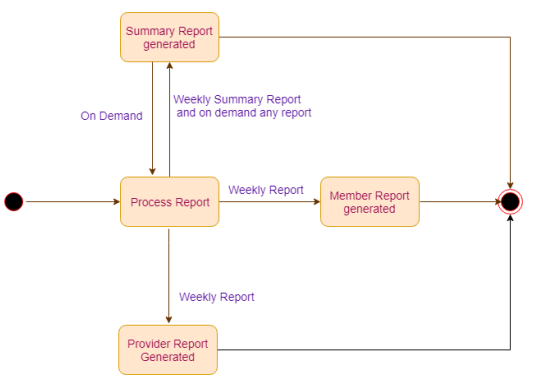 Summary Report
generated
Weekly Summary Report
and on demand any report
On Demand
Process Report
Weekly Report
Member Report
generated
Weekly Report
Provider Report
Generated